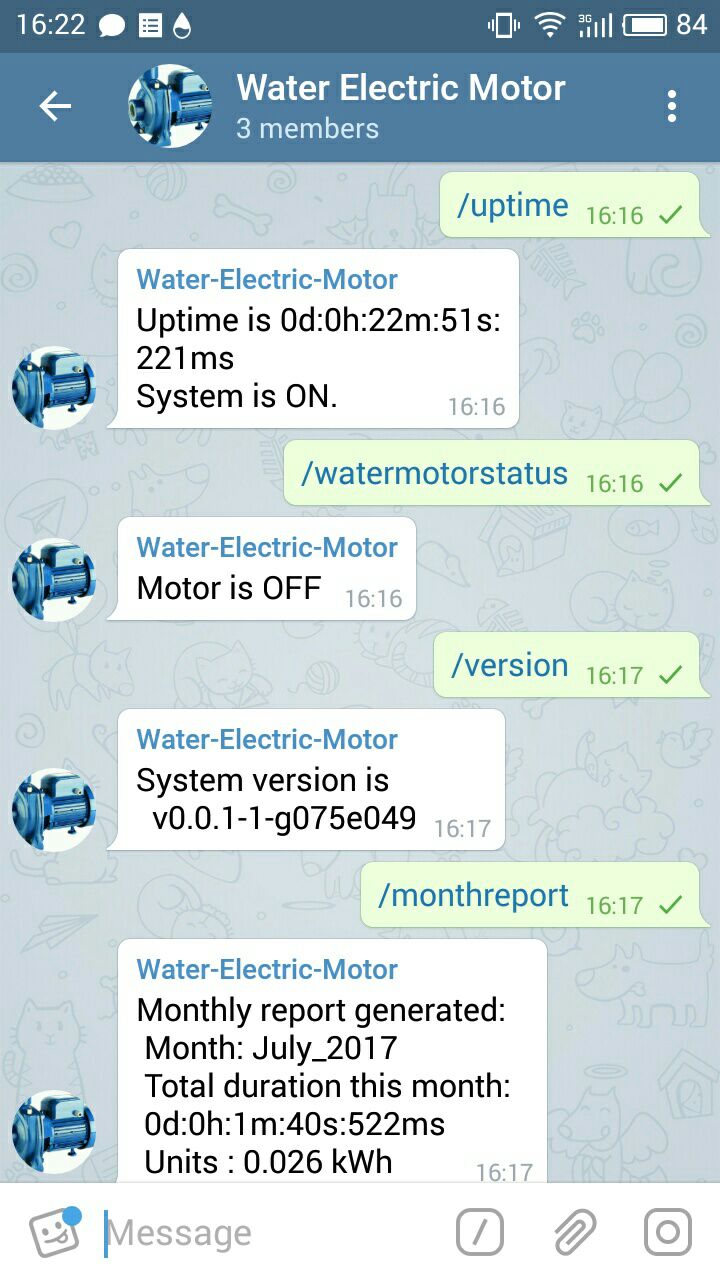 16:22 3G 84
Water Electric Motor
3 members
/uptime 16:16
Water-Electric-Motor
Uptime is 0d:0h:22m:51s:
221ms
System is ON. 16:16
/watermotorstatus 16:16
Water-Electric-Motor
Motor is OFF 16:16
/version 16:17
Water-Electric-Motor
System version is
v0.0.1-1-g075e049 16:17
/monthreport 16:17
Water-Electric-Motor
Monthly report generated:
Month: July_2017
Total duration this month:
0d:0h:1m:40s:522ms
Units : 0.026 kWh 16:17
Message